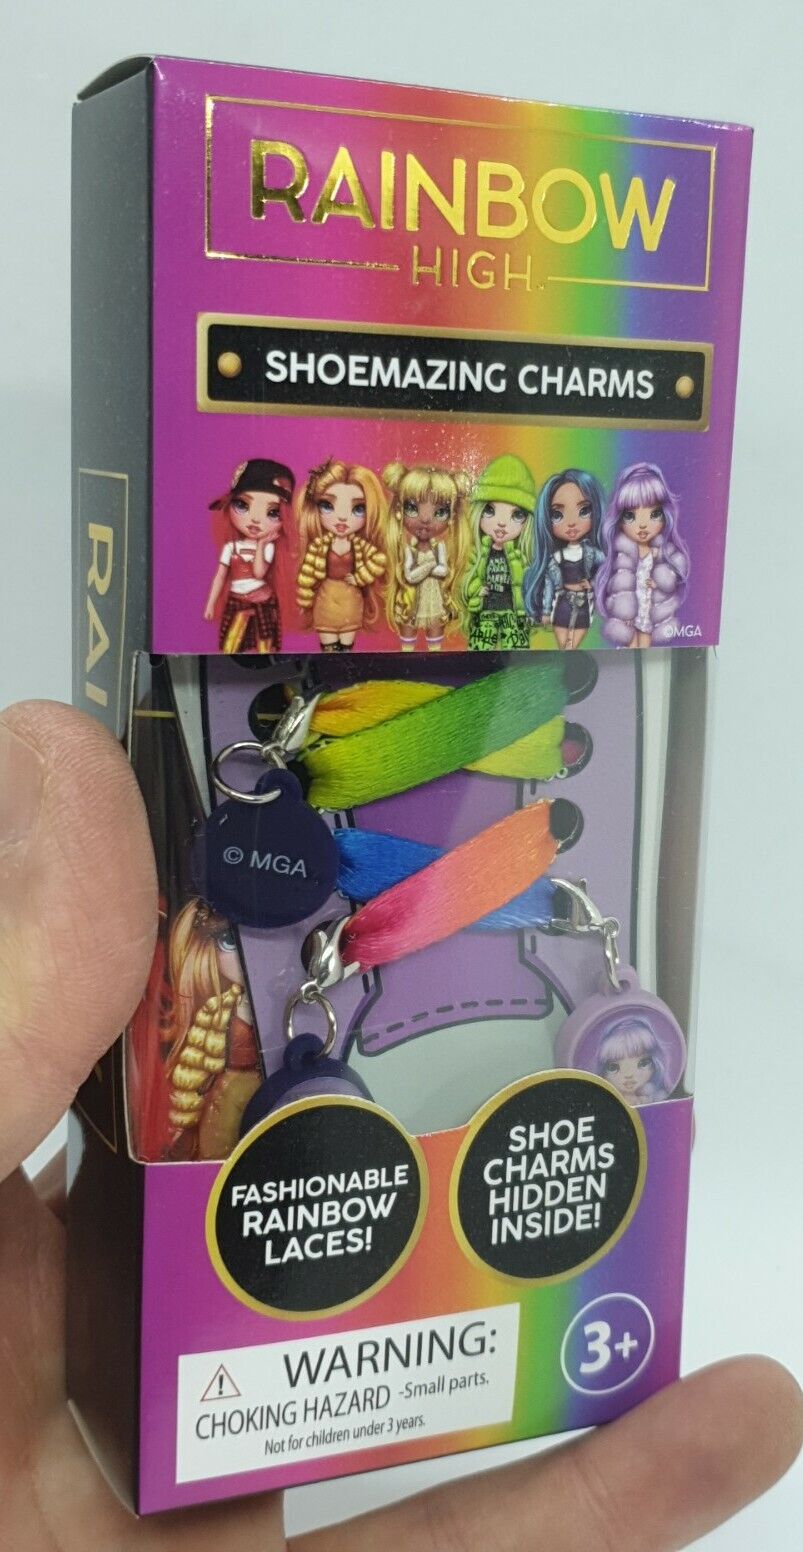 RAINBOW
HIGH
SHOEMAZING CHARMS
©MGA
RAI
© MGA
FASHIONABLE
RAINBOW
LACES!
SHOE
CHARMS
HIDDEN
INSIDE!
3+
WARNING:
CHOKING HAZARD -Small parts.
Not for children under 3 years.